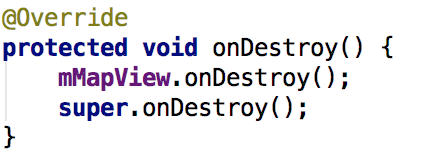 @Override
protected void onDestroy() {
    mMapView.onDestroy();
    super.onDestroy();
}